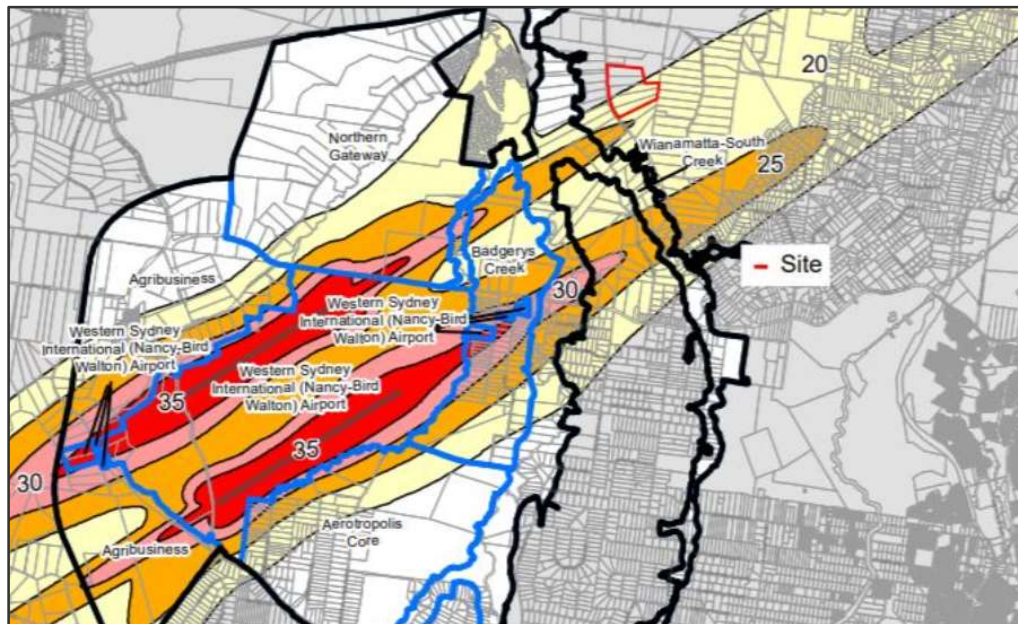 20
Northern
Gateway
Wianamatta-South
Creek
25
Badgerys
Creek
Site
Agribusiness
30
Western Sydney
International (Nancy-Bird
Walton) Airport
Western Sydney
International (Nancy-Bird
Walton) Airport
Western Sydney
International (Nancy-Bird
Walton) Airport
35
35
30
Aerotropolis
Core
Agribusiness